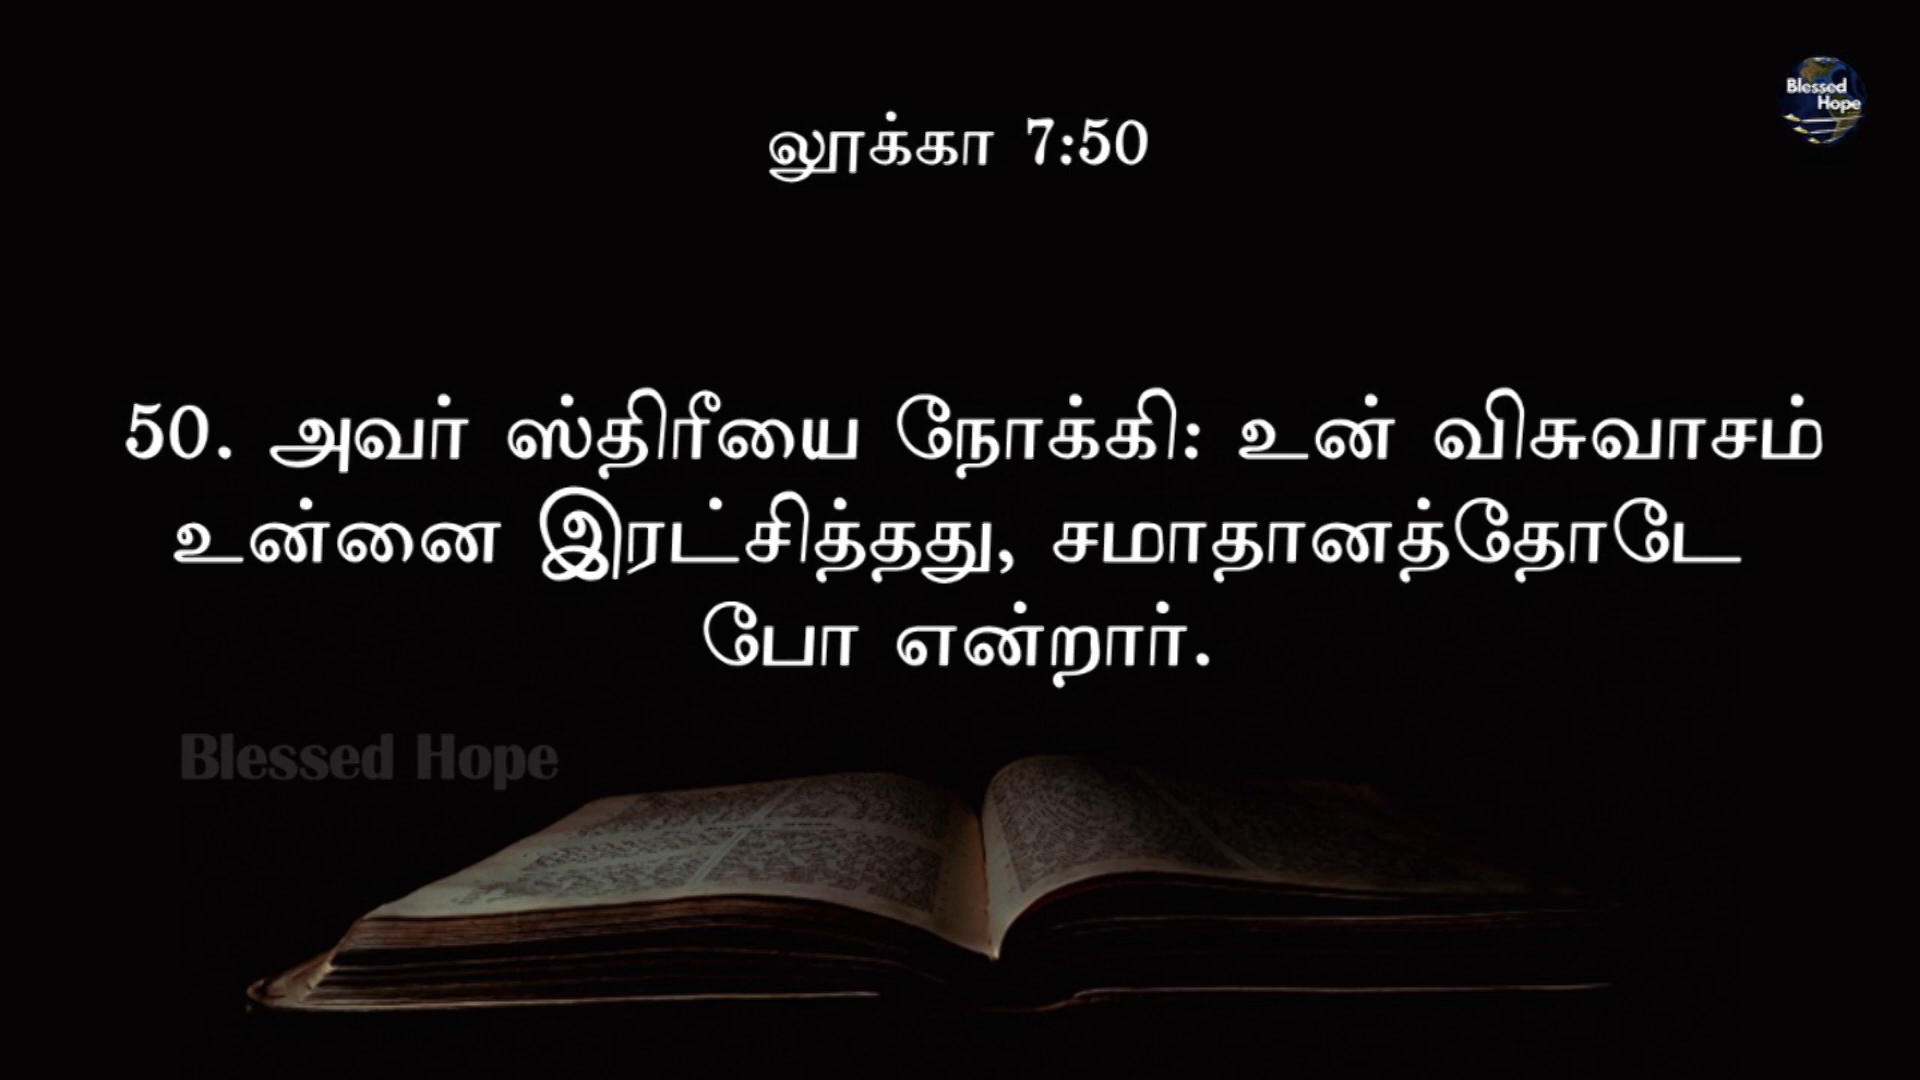 Blessed
Hope
லூக்கா 7:50
50. அவர் ஸ்திரீயை நோக்கி: உன் விசுவாசம்
உன்னை இரட்சித்தது, சமாதானத்தோடே
போ என்றார்.
Blessed Hope